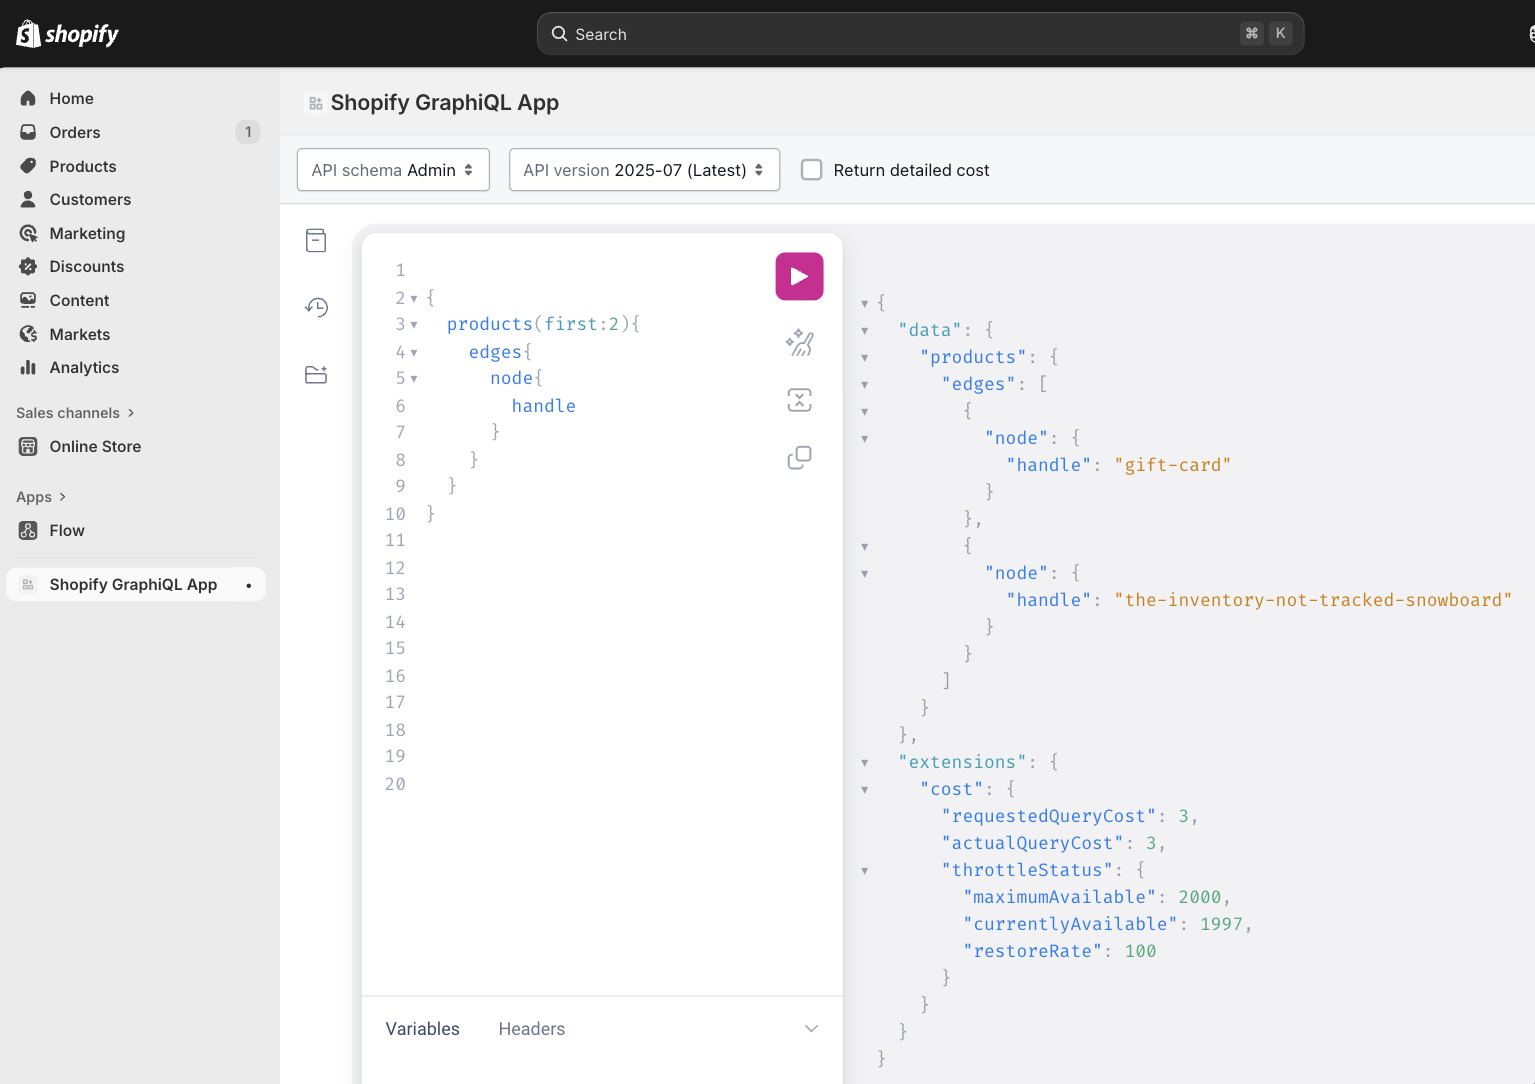 shopify
Search
⌘ K
Home
Orders 1
Products
Customers
Marketing
Discounts
Content
Markets
Analytics
Sales channels
Online Store
Apps
Flow
Shopify GraphiQL App
Shopify GraphiQL App
API schema Admin
API version 2025-07 (Latest)
Return detailed cost
1
2 {
3 products(first:2){
4 edges{
5 node{
6 handle
7 }
8 }
9 }
10 }
11
12
13
14
15
16
17
18
19
20
Variables Headers
{
"data": {
"products": {
"edges": [
{
"node": {
"handle": "gift-card"
}
},
{
"node": {
"handle": "the-inventory-not-tracked-snowboard"
}
}
]
}
},
"extensions": {
"cost": {
"requestedQueryCost": 3,
"actualQueryCost": 3,
"throttleStatus": {
"maximumAvailable": 2000,
"currentlyAvailable": 1997,
"restoreRate": 100
}
}
}
}